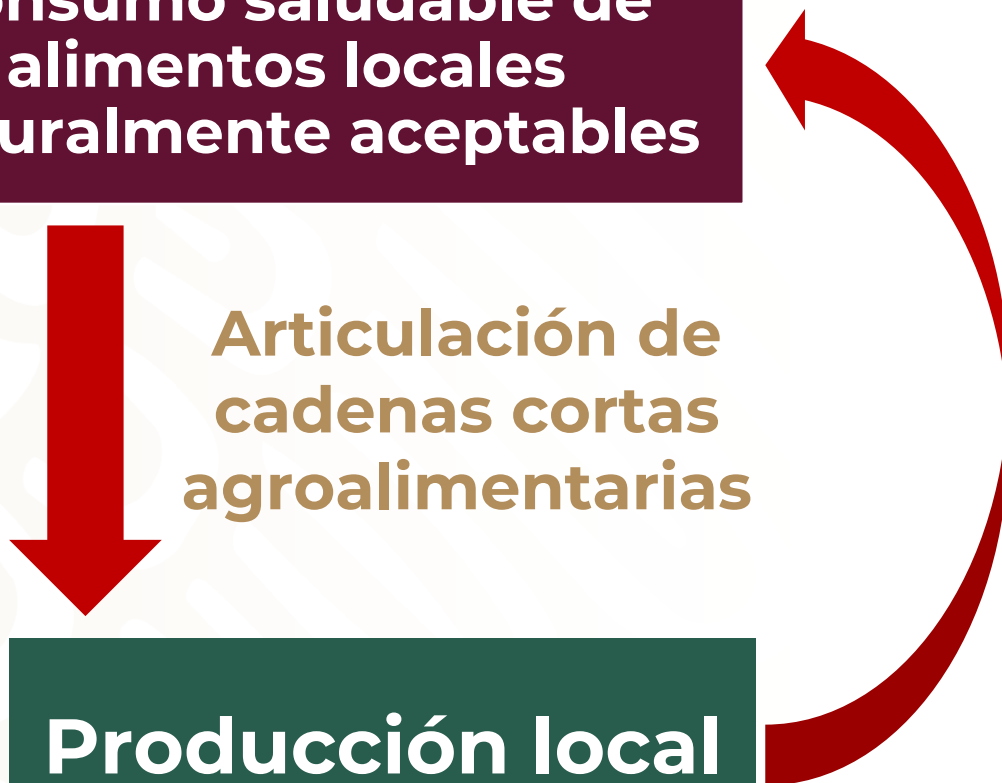 onsumo saludable de
alimentos locales
uralmente aceptables
Articulación de
cadenas cortas
agroalimentarias
Producción local